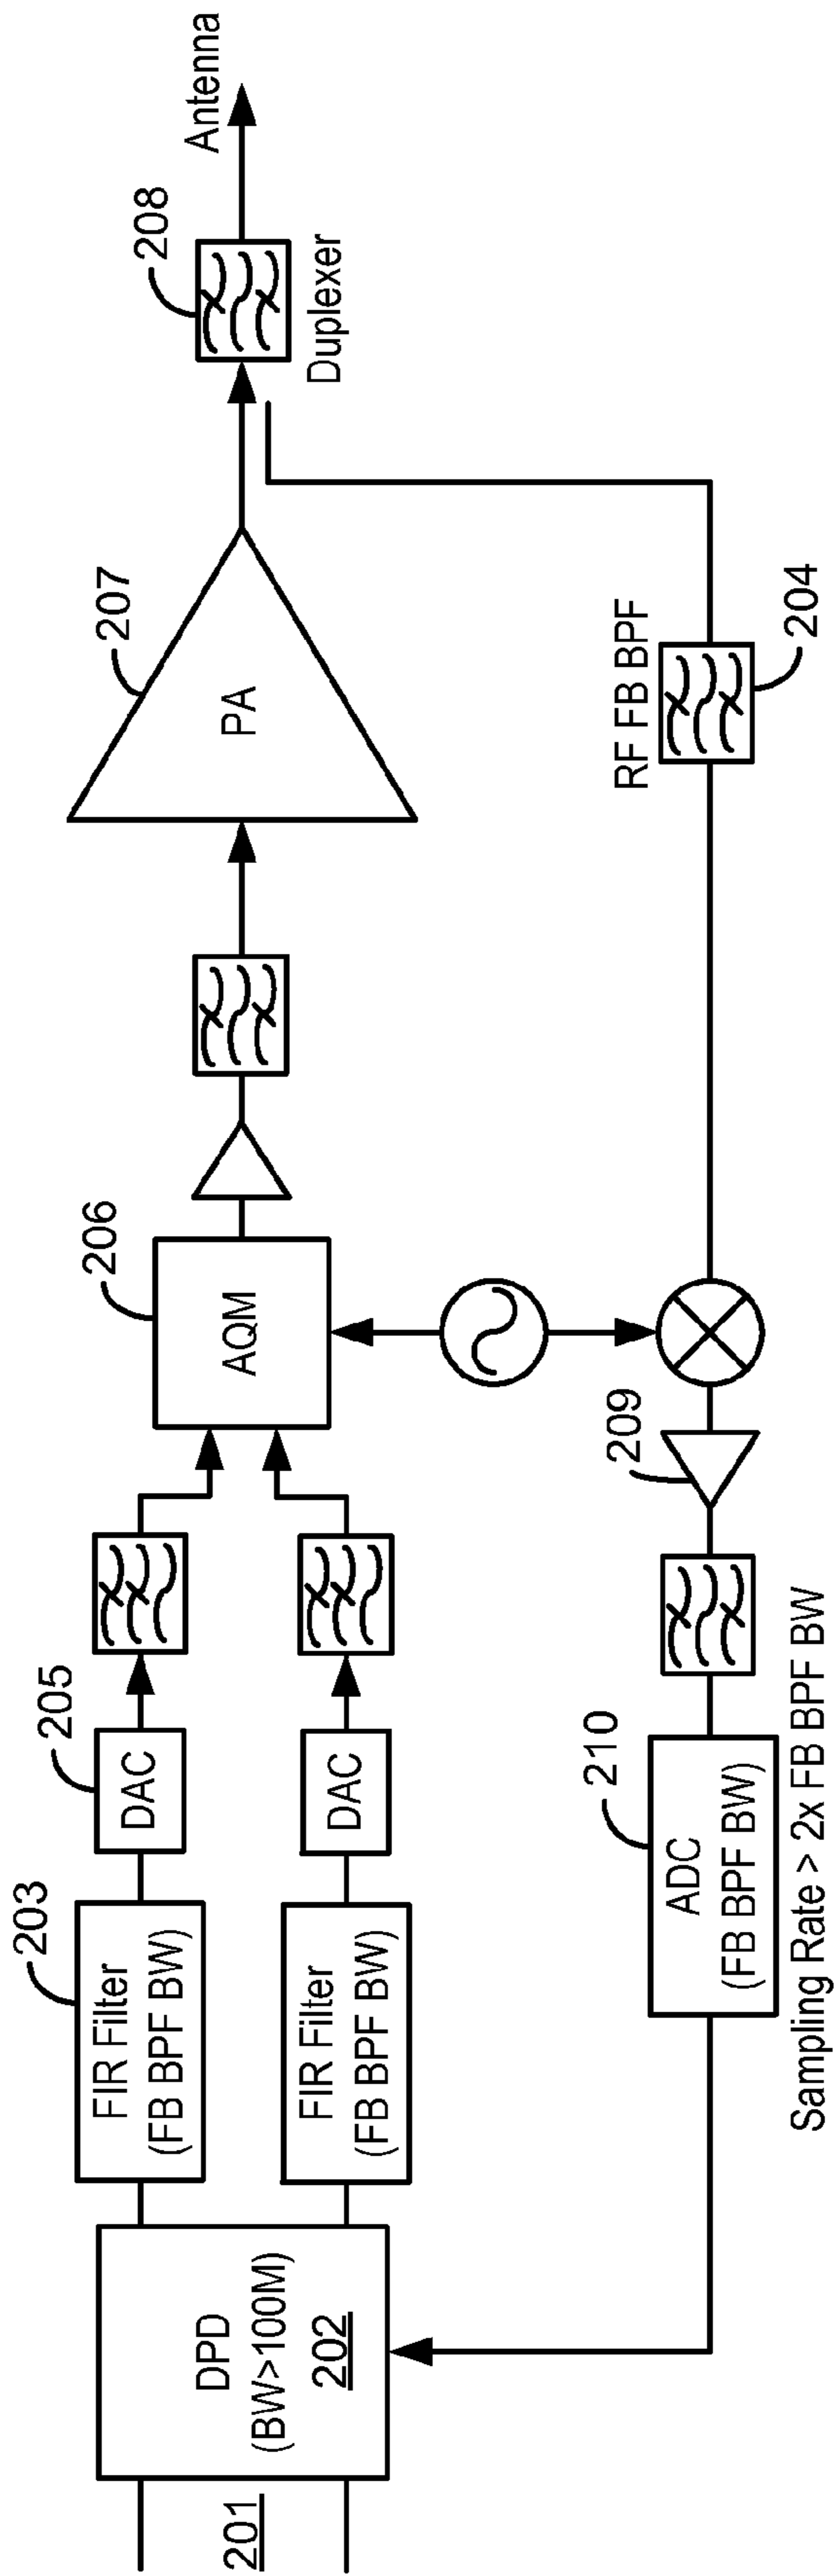 201
DPD
(BW>100M)
202
203
FIR Filter
(FB BPF BW)
FIR Filter
(FB BPF BW)
205
DAC
DAC
206
AQM
207
PA
208
Duplexer
Antenna
RF FB BPF
204
209
210
ADC
(FB BPF BW)
Sampling Rate > 2x FB BPF BW